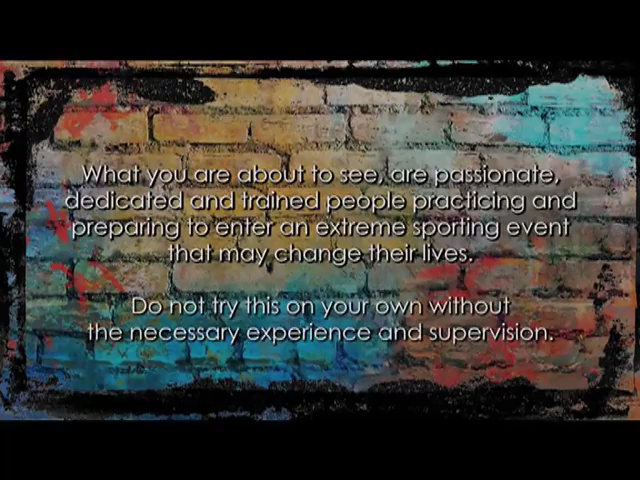 What you are about to see, are passionate,
dedicated and trained people practicing and
preparing to enter an extreme sporting event
that may change their lives.
Do not try this on your own without
the necessary experience and supervision.